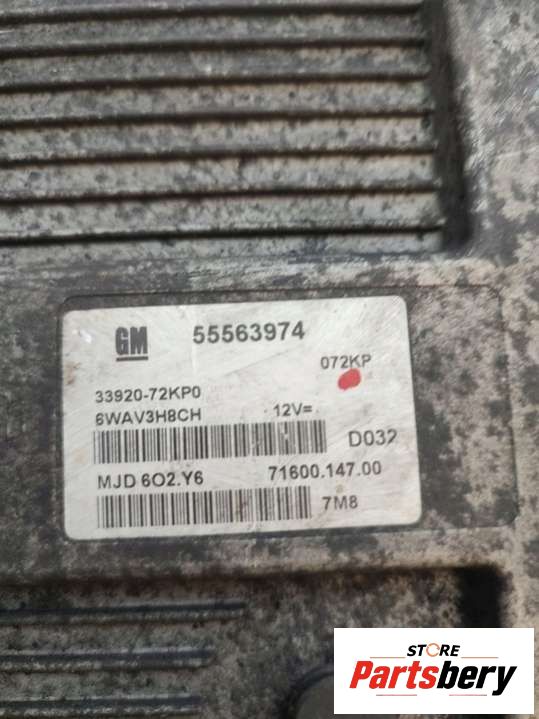 GM 55563974
072KP
33920-72KP0
6WAV3H8CH 12V=
D032
MJD 6O2.Y6 71600.147.00
7M8
STORE
Partsbery